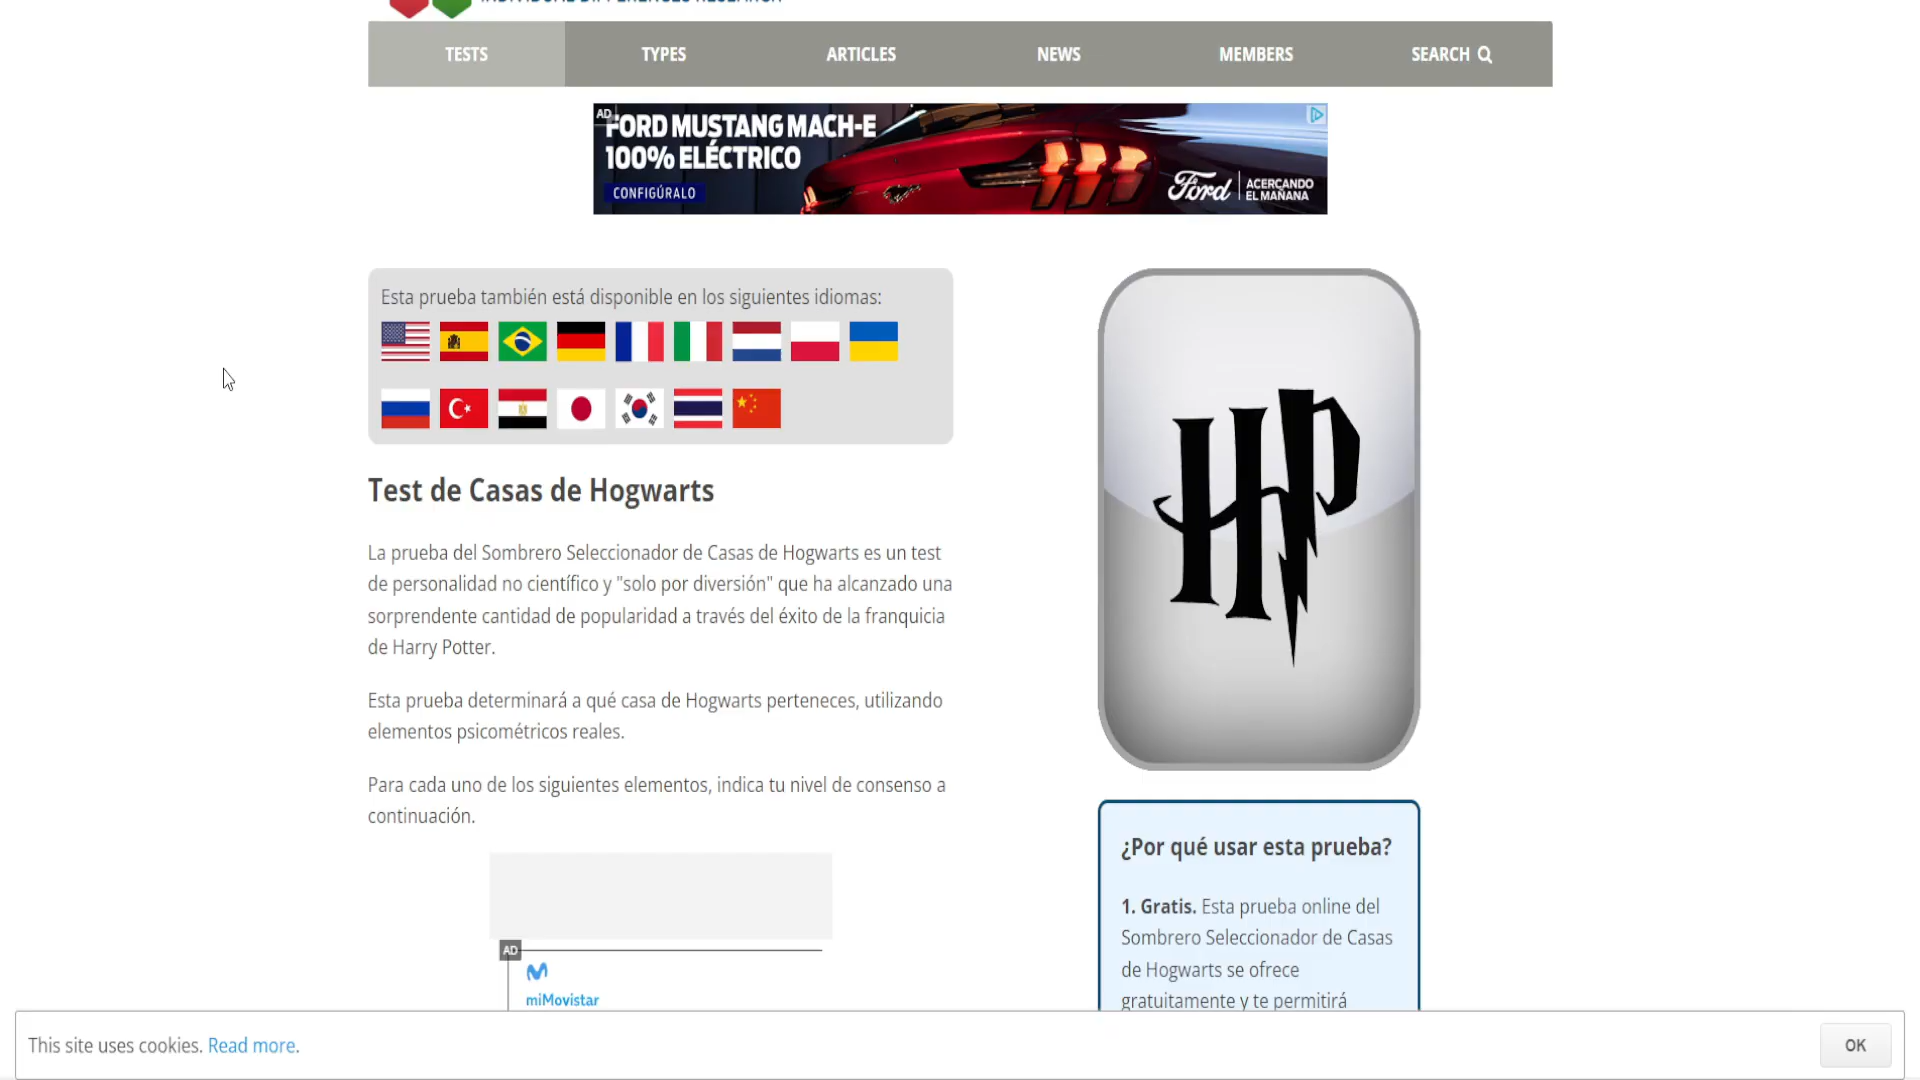 INDIVIDUAL DIFFERENCES RESEARCH
TESTS
TYPES
ARTICLES
NEWS
MEMBERS
SEARCH
AD
FORD MUSTANG MACH-E
100% ELÉCTRICO
CONFIGÚRALO
Ford
ACERCANDO
EL MAÑANA
Esta prueba también está disponible en los siguientes idiomas:
Test de Casas de Hogwarts
La prueba del Sombrero Seleccionador de Casas de Hogwarts es un test
de personalidad no científico y "solo por diversión" que ha alcanzado una
sorprendente cantidad de popularidad a través del éxito de la franquicia
de Harry Potter.
Esta prueba determinará a qué casa de Hogwarts perteneces, utilizando
elementos psicométricos reales.
Para cada uno de los siguientes elementos, indica tu nivel de consenso a
continuación.
AD
miMovistar
HP
¿Por qué usar esta prueba?
1. Gratis. Esta prueba online del
Sombrero Seleccionador de Casas
de Hogwarts se ofrece
gratuitamente y te permitirá
This site uses cookies. Read more.
OK